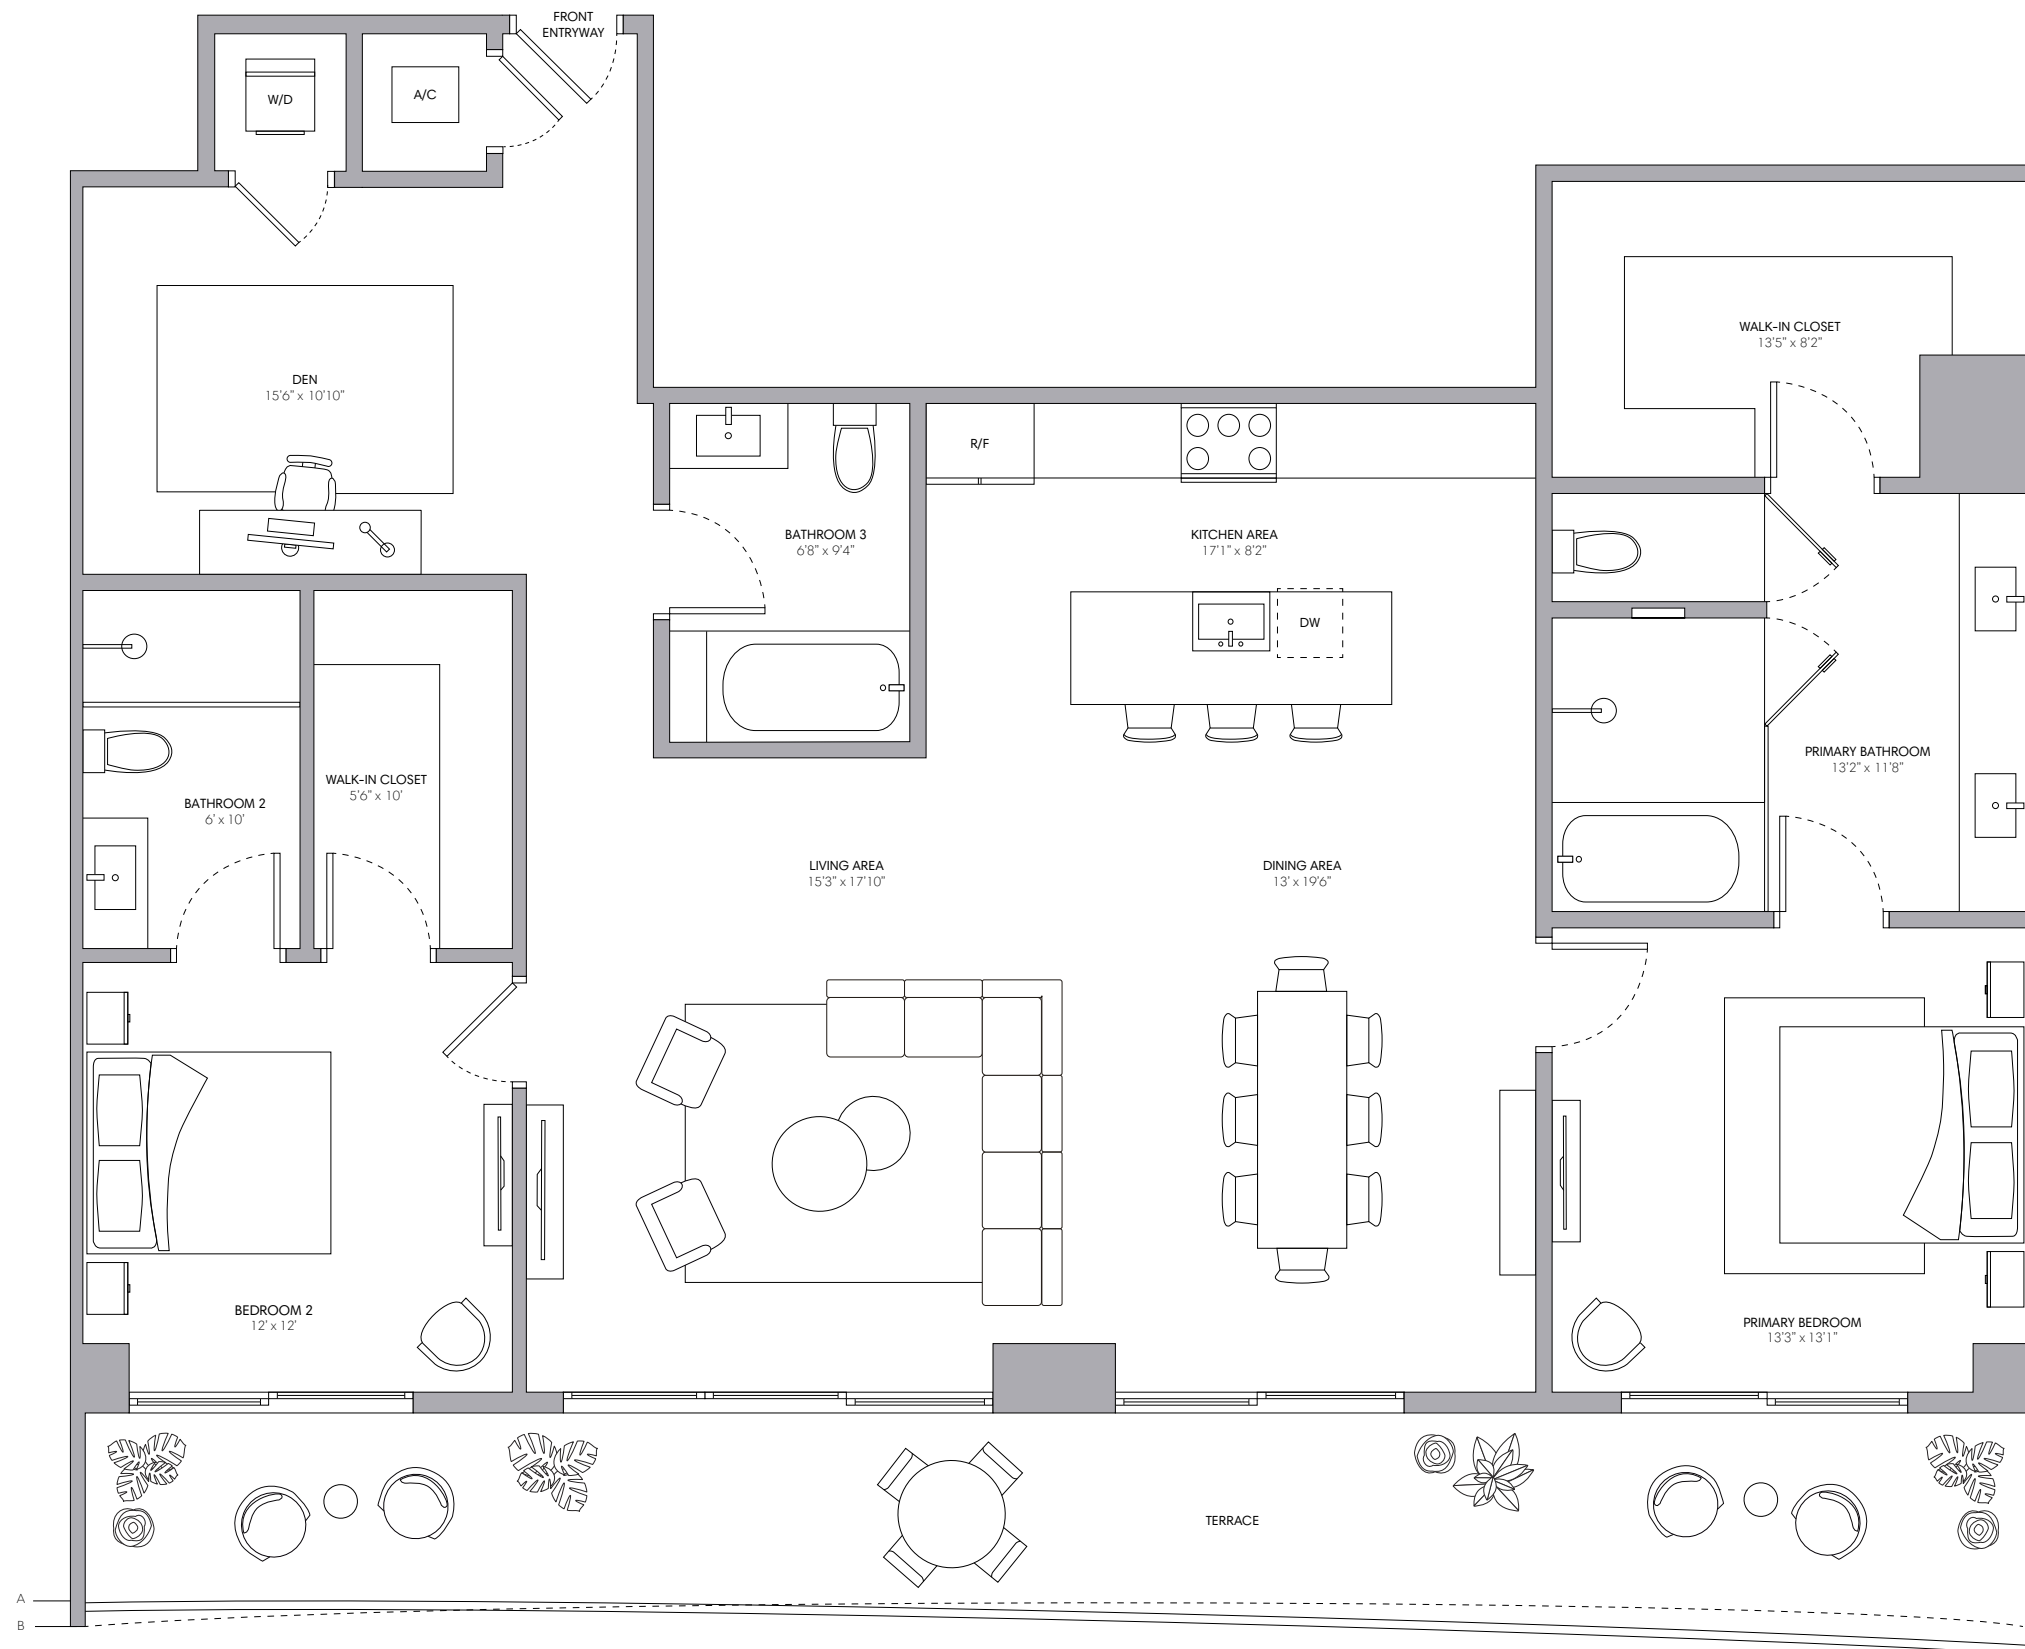 FRONT
ENTRYWAY
W/D
A/C
DEN
15'6" x 10'10"
WALK-IN CLOSET
13'5" x 8'2"
R/F
BATHROOM 3
6'8" x 9'4"
KITCHEN AREA
17'1" x 8'2"
DW
PRIMARY BATHROOM
13'2" x 11'8"
WALK-IN CLOSET
5'6" x 10'
BATHROOM 2
6' x 10'
LIVING AREA
15'3" x 17'10"
DINING AREA
13' x 19'6"
BEDROOM 2
12' x 12'
PRIMARY BEDROOM
13'3" x 13'1"
TERRACE
A
B